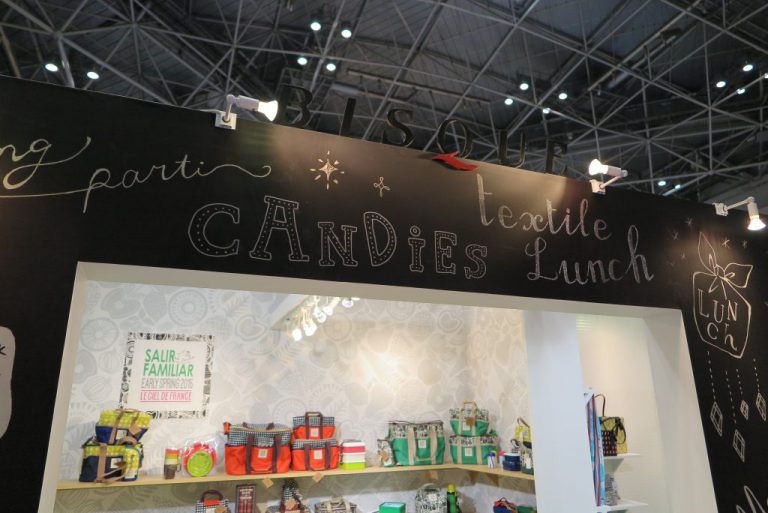 BISQUE
ng
parti
CANDiES
textile
Lunch
LUNch
SALIR
FAMILIAR
EARLY SPRING 2015
LE CIEL DE FRANCE